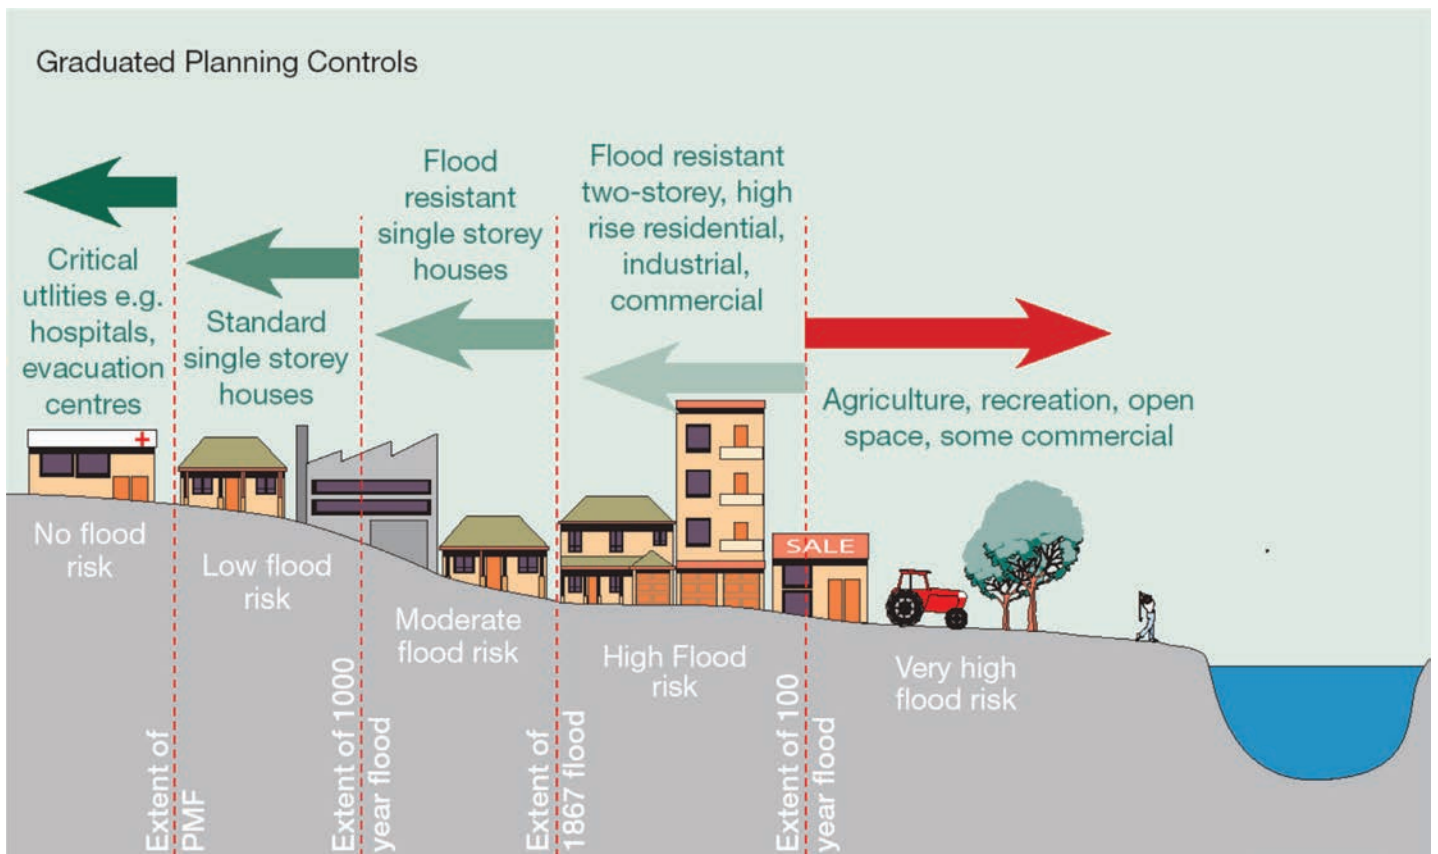 Graduated Planning Controls
Critical
utlities e.g.
hospitals,
evacuation
centres
Standard
single storey
houses
Flood
resistant
single storey
houses
Flood resistant
two-storey, high
rise residential,
industrial,
commercial
Agriculture, recreation, open
space, some commercial
SALE
No flood
risk
Low flood
risk
Moderate
flood risk
High Flood
risk
Very high
flood risk
Extent of
PMF
Extent of 1000
year flood
Extent of
1867 flood
Extent of 100
year flood